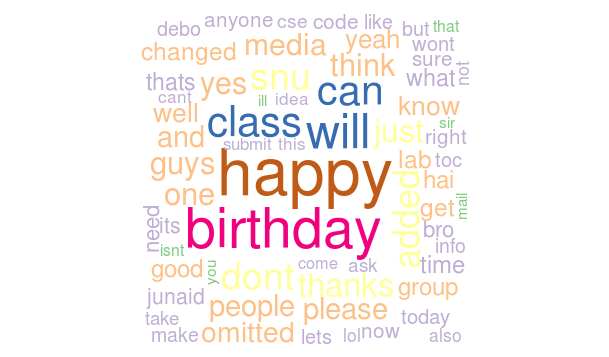 debo anyone cse code like but that
changed media yeah wont
thats yes snu think sure what not
cant ill idea can
well class will just know
and submit this sir right
guys happy lab toc
one added hai mail
need its birthday get bro
isnt info
good you dont come ask time
junaid thanks group
take people please today
make omitted lets lol now also